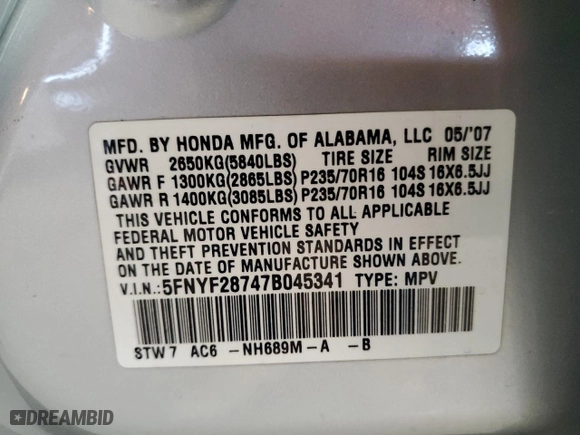 MFD. BY HONDA MFG. OF ALABAMA, LLC 05/'07
GVWR 2650KG(5840LBS) TIRE SIZE RIM SIZE
GAWR F 1300KG(2865LBS) P235/70R16 104S 16X6.5JJ
GAWR R 1400KG(3085LBS) P235/70R16 104S 16X6.5JJ
THIS VEHICLE CONFORMS TO ALL APPLICABLE
FEDERAL MOTOR VEHICLE SAFETY
AND THEFT PREVENTION STANDARDS IN EFFECT
ON THE DATE OF MANUFACTURE SHOWN ABOVE.
V.I.N.:5FNYF28747B045341 TYPE: MPV
STW7 AC6 -NH689M-A -B
DREAMBID